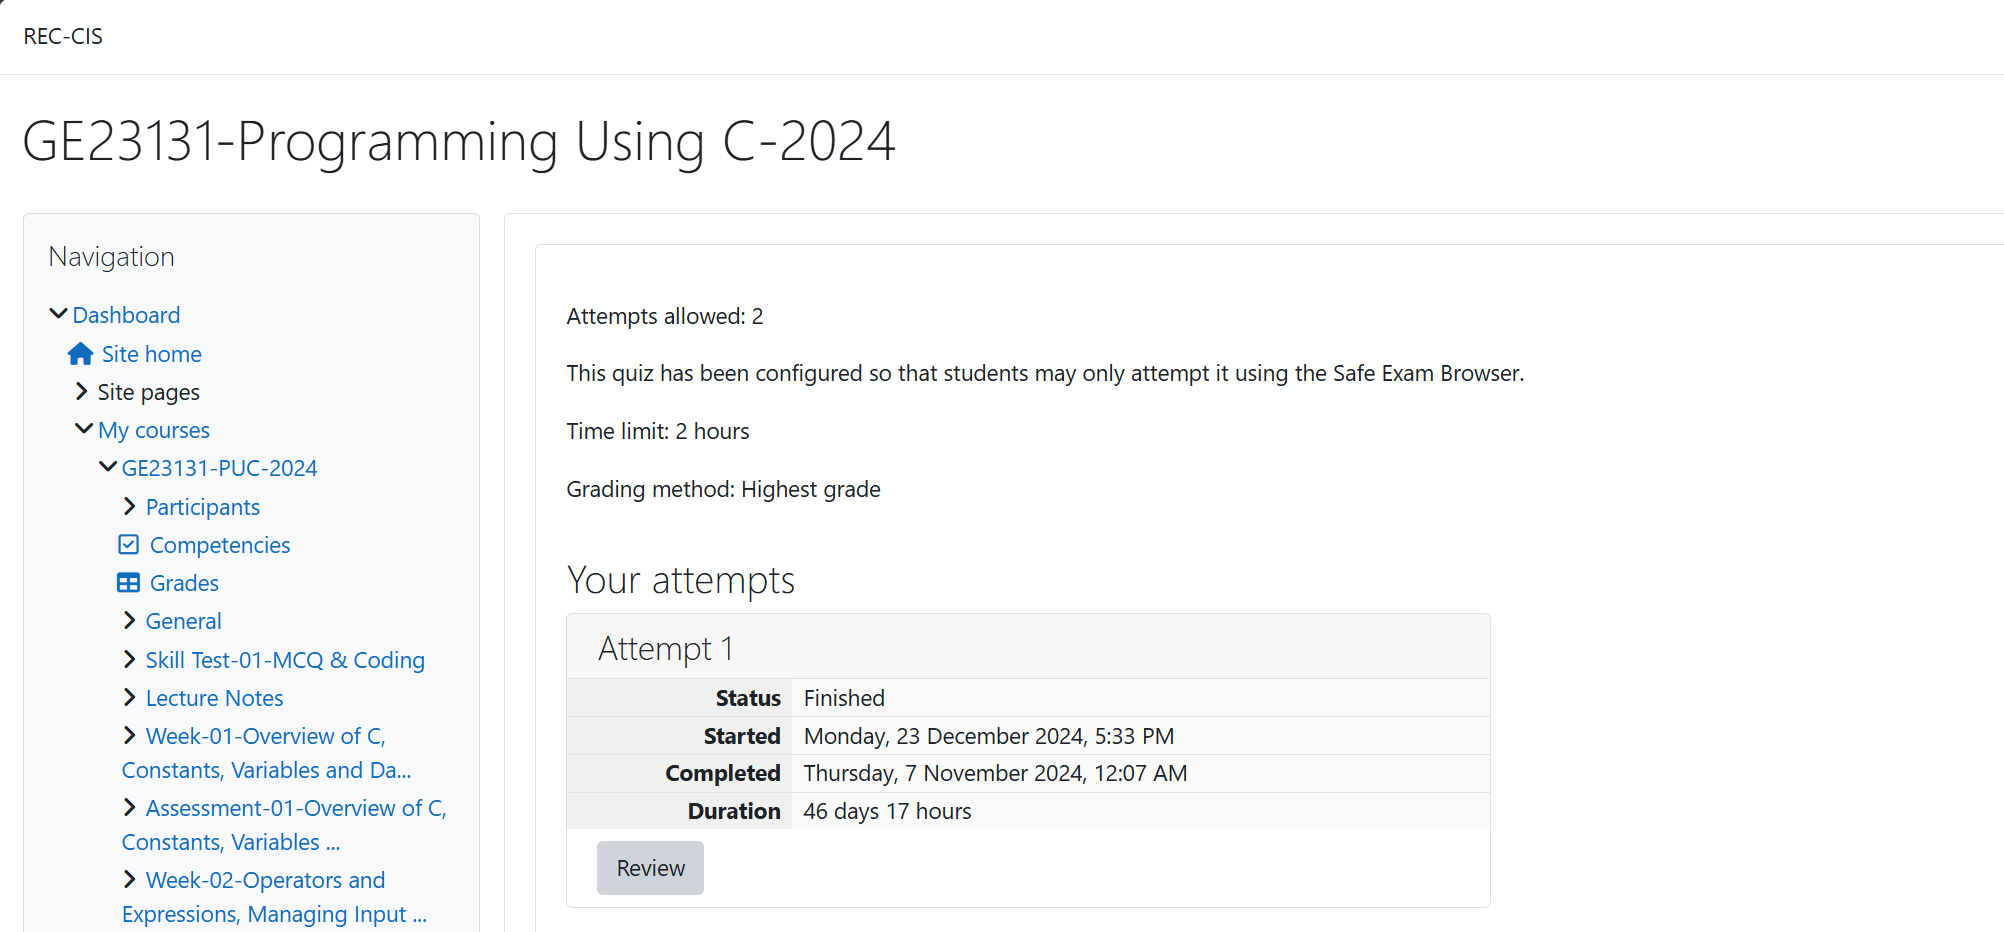 REC-CIS
GE23131-Programming Using C-2024
Navigation
Dashboard
Site home
Site pages
My courses
GE23131-PUC-2024
Participants
Competencies
Grades
General
Skill Test-01-MCQ & Coding
Lecture Notes
Week-01-Overview of C,
Constants, Variables and Da...
Assessment-01-Overview of C,
Constants, Variables ...
Week-02-Operators and
Expressions, Managing Input ...
Attempts allowed: 2
This quiz has been configured so that students may only attempt it using the Safe Exam Browser.
Time limit: 2 hours
Grading method: Highest grade
Your attempts
Attempt 1
Status Finished
Started Monday, 23 December 2024, 5:33 PM
Completed Thursday, 7 November 2024, 12:07 AM
Duration 46 days 17 hours
Review